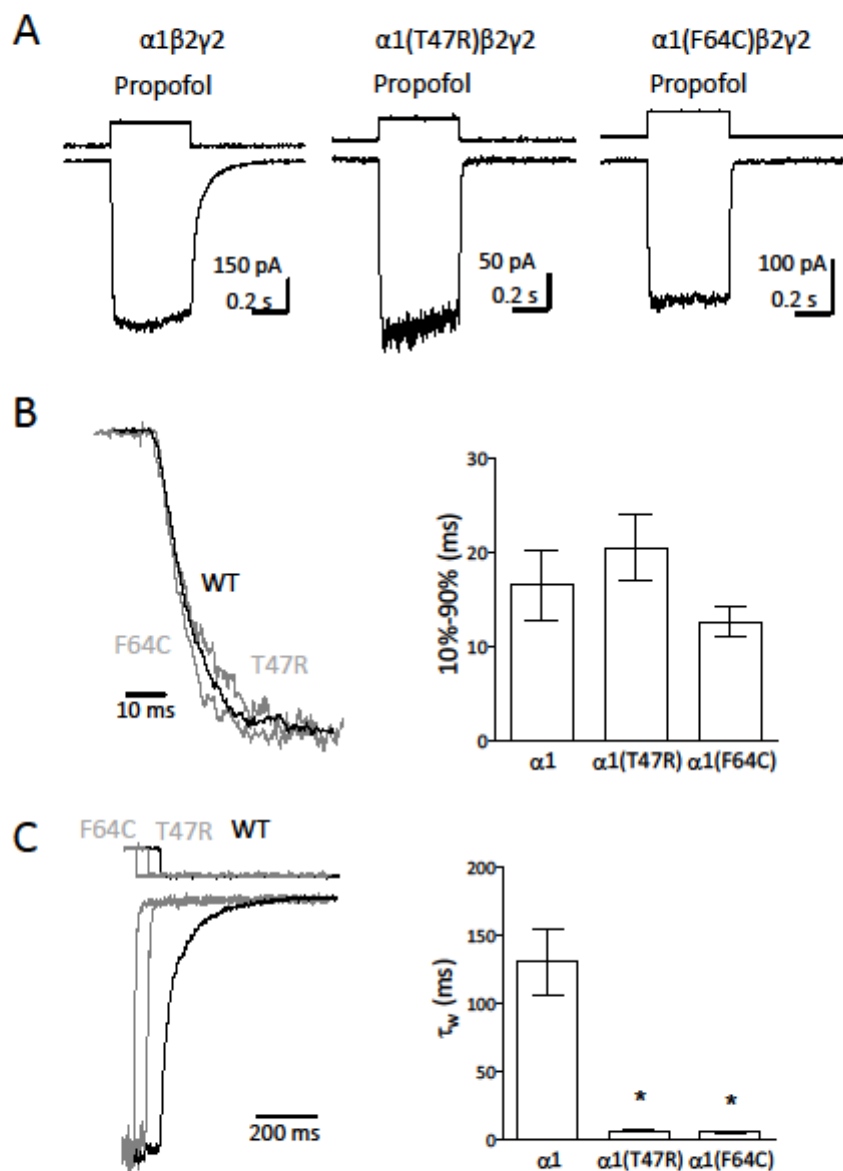 A
α1β2γ2 α1(T47R)β2γ2 α1(F64C)β2γ2
Propofol Propofol Propofol
150 pA 50 pA 100 pA
0.2 s 0.2 s 0.2 s
B
WT
F64C T47R
10 ms
10%-90% (ms)
30
20
10
0
α1 α1(T47R) α1(F64C)
C
F64C T47R WT
200 ms
τw (ms)
200
150
100
50
0
* *
α1 α1(T47R) α1(F64C)